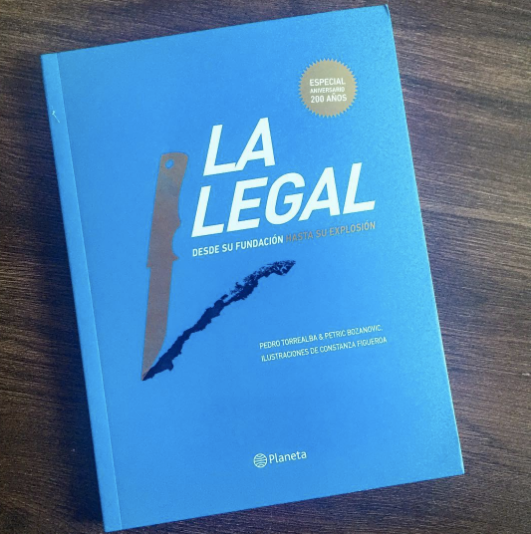 ESPECIAL
ANIVERSARIO
200 AÑOS
LA
LEGAL
DESDE SU FUNDACIÓN HASTA SU EXPLOSIÓN
PEDRO TORREALBA & PETRIC BOZANOVIC
ILUSTRACIONES DE CONSTANZA FIGUEROA
Planeta